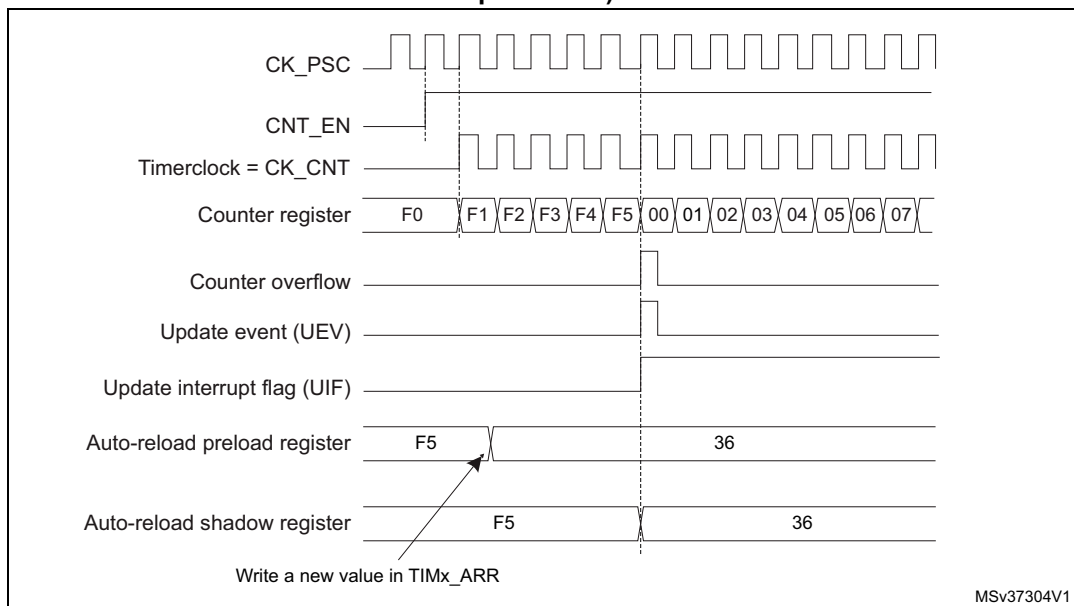 CK_PSC
CNT_EN
Timerclock = CK_CNT
Counter register F0 F1 F2 F3 F4 F5 00 01 02 03 04 05 06 07
Counter overflow
Update event (UEV)
Update interrupt flag (UIF)
Auto-reload preload register F5 36
Auto-reload shadow register F5 36
Write a new value in TIMx_ARR
MSv37304V1